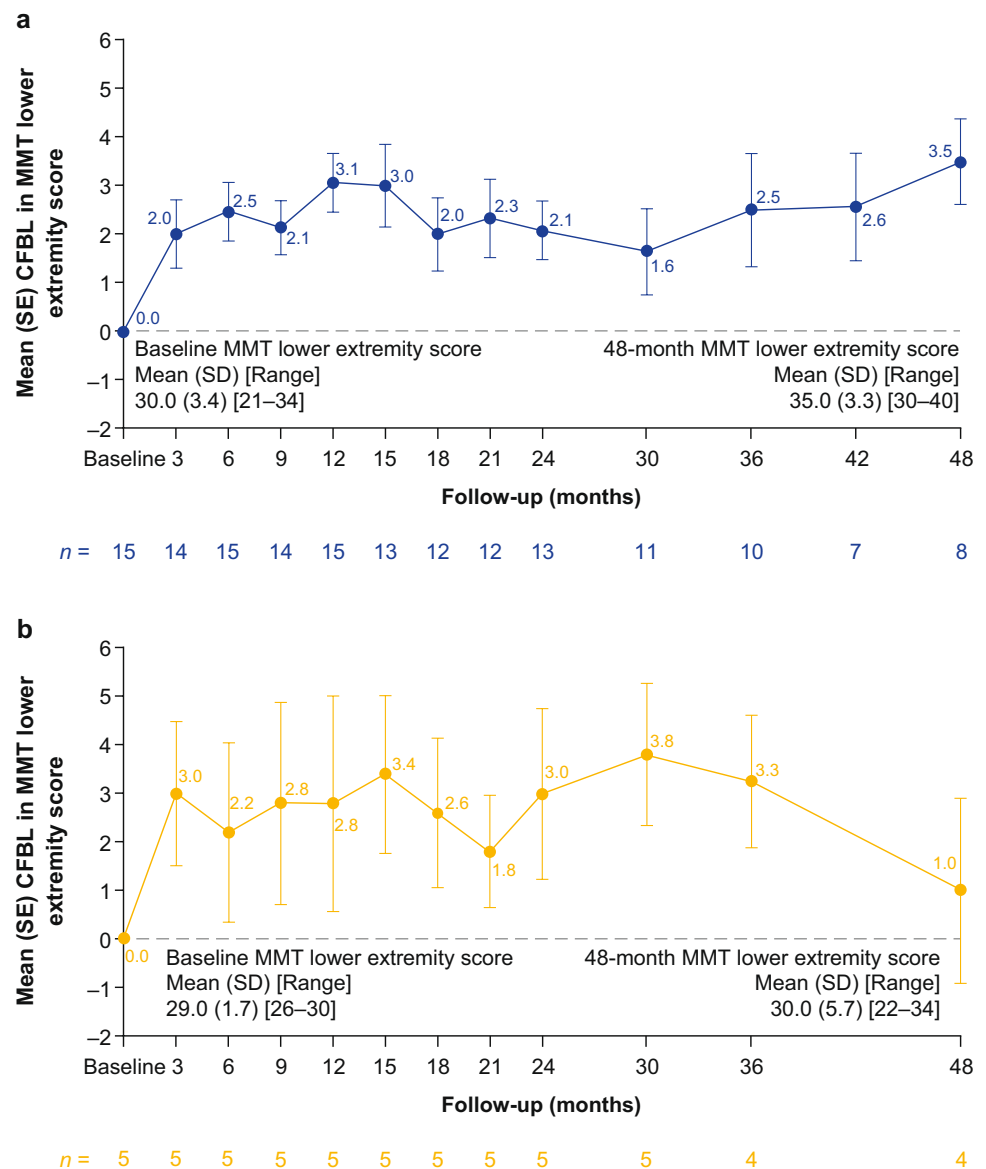 a
Mean (SE) CFBL in MMT lower
extremity score
6
5
4
3
2
1
0
–1
–2
0.0
2.0
2.5
2.1
3.1
3.0
2.0
2.3
2.1
1.6
2.5
2.6
3.5
Baseline MMT lower extremity score
Mean (SD) [Range]
30.0 (3.4) [21–34]
48-month MMT lower extremity score
Mean (SD) [Range]
35.0 (3.3) [30–40]
Baseline 3 6 9 12 15 18 21 24 30 36 42 48
Follow-up (months)
n = 15 14 15 14 15 13 12 12 13 11 10 7 8
b
Mean (SE) CFBL in MMT lower
extremity score
6
5
4
3
2
1
0
–1
–2
0.0
3.0
2.2
2.8
2.8
3.4
2.6
1.8
3.0
3.8
3.3
1.0
Baseline MMT lower extremity score
Mean (SD) [Range]
29.0 (1.7) [26–30]
48-month MMT lower extremity score
Mean (SD) [Range]
30.0 (5.7) [22–34]
Baseline 3 6 9 12 15 18 21 24 30 36 48
Follow-up (months)
n = 5 5 5 5 5 5 5 5 5 5 4 4